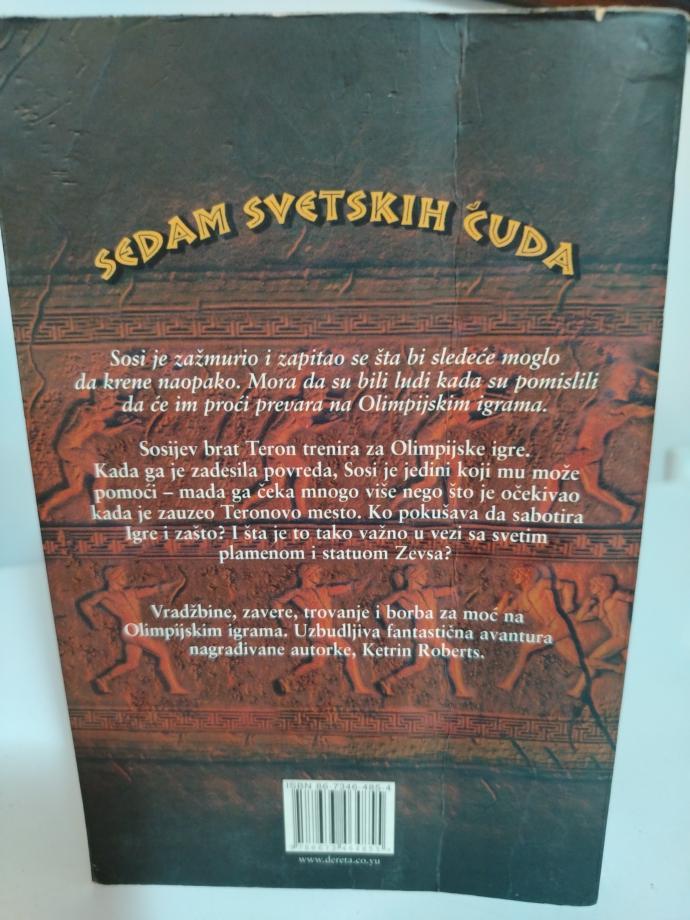 SEDAM SVETSKIH ČUDA
Sosi je zažmurio i zapitao se šta bi sledeće moglo
da krene naopako. Mora da su bili ludi kada su pomislili
da će im proći prevara na Olimpijskim igrama.
Sosijev brat Teron trenira za Olimpijske igre.
Kada ga je zadesila povreda, Sosi je jedini koji mu može
pomoći – mada ga čeka mnogo više nego što je očekivao
kada je zauzeo Teronovo mesto. Ko pokušava da sabotira
Igre i zašto? I šta je to tako važno u vezi sa svetim
plamenom i statuom Zevsa?
Vradžbine, zavere, trovanje i borba za moć na
Olimpijskim igrama. Uzbudljiva fantastična avantura
nagrađivane autorke, Ketrin Roberts.
ISBN 86-7346-485-4
www.dereta.co.yu